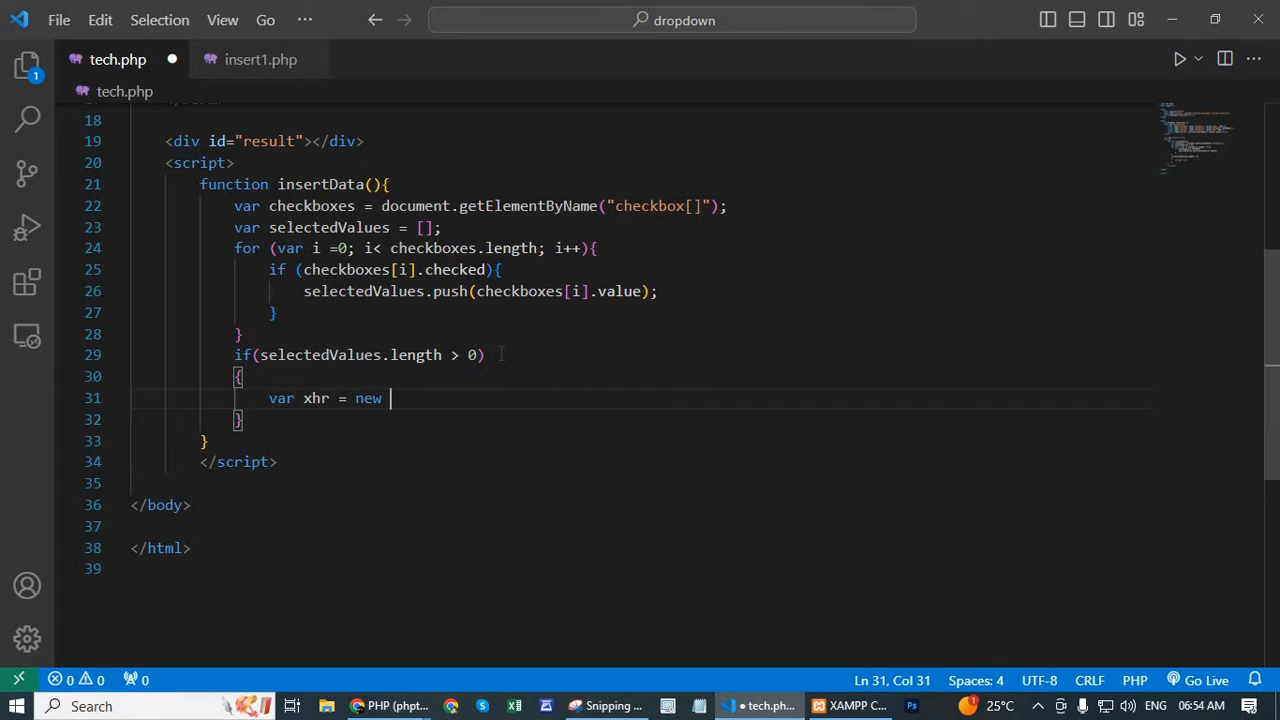 File Edit Selection View Go ··· dropdown
tech.php insert1.php
tech.php
18
19 <div id="result"></div>
20 <script>
21 function insertData(){
22 var checkboxes = document.getElementByName("checkbox[]");
23 var selectedValues = [];
24 for (var i =0; i< checkboxes.length; i++){
25 if (checkboxes[i].checked){
26 selectedValues.push(checkboxes[i].value);
27 }
28 }
29 if(selectedValues.length > 0)
30 {
31 var xhr = new
32 }
33 }
34 </script>
35
36 </body>
37
38 </html>
39
1
0 0 0 Ln 31, Col 31 Spaces: 4 UTF-8 CRLF PHP Go Live
Search PHP (phpt... Snipping ... tech.ph... XAMPP C... Ps 25°C ENG 06:54 AM